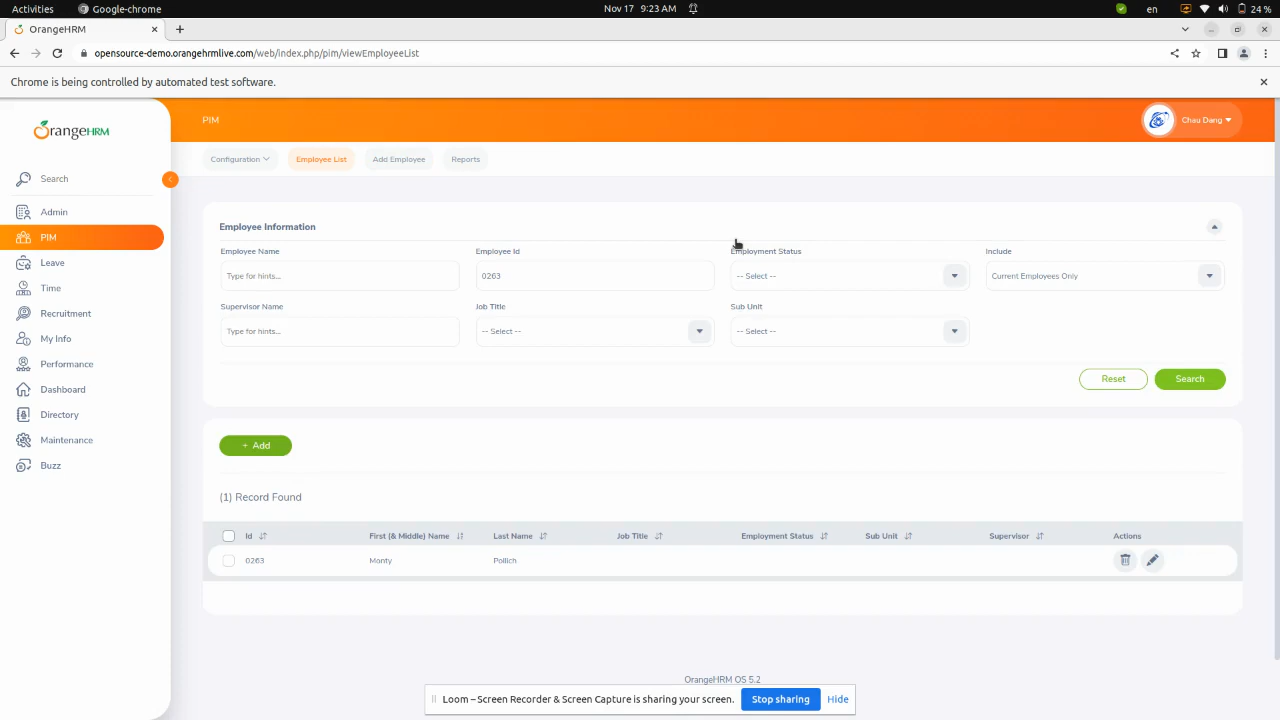 Activities Google-chrome Nov 17 9:23 AM en 24 %
OrangeHRM
opensource-demo.orangehrmlive.com/web/index.php/pim/viewEmployeeList
Chrome is being controlled by automated test software.
OrangeHRM
PIM
Chau Dang
Search
Configuration Employee List Add Employee Reports
Admin
PIM
Leave
Time
Recruitment
My Info
Performance
Dashboard
Directory
Maintenance
Buzz
Employee Information
Employee Name Employee Id Employment Status Include
Type for hints... 0263 -- Select -- Current Employees Only
Supervisor Name Job Title Sub Unit
Type for hints... -- Select -- -- Select --
Reset Search
+ Add
(1) Record Found
Id First (& Middle) Name Last Name Job Title Employment Status Sub Unit Supervisor Actions
0263 Monty Pollich
OrangeHRM OS 5.2
Loom – Screen Recorder & Screen Capture is sharing your screen. Stop sharing Hide